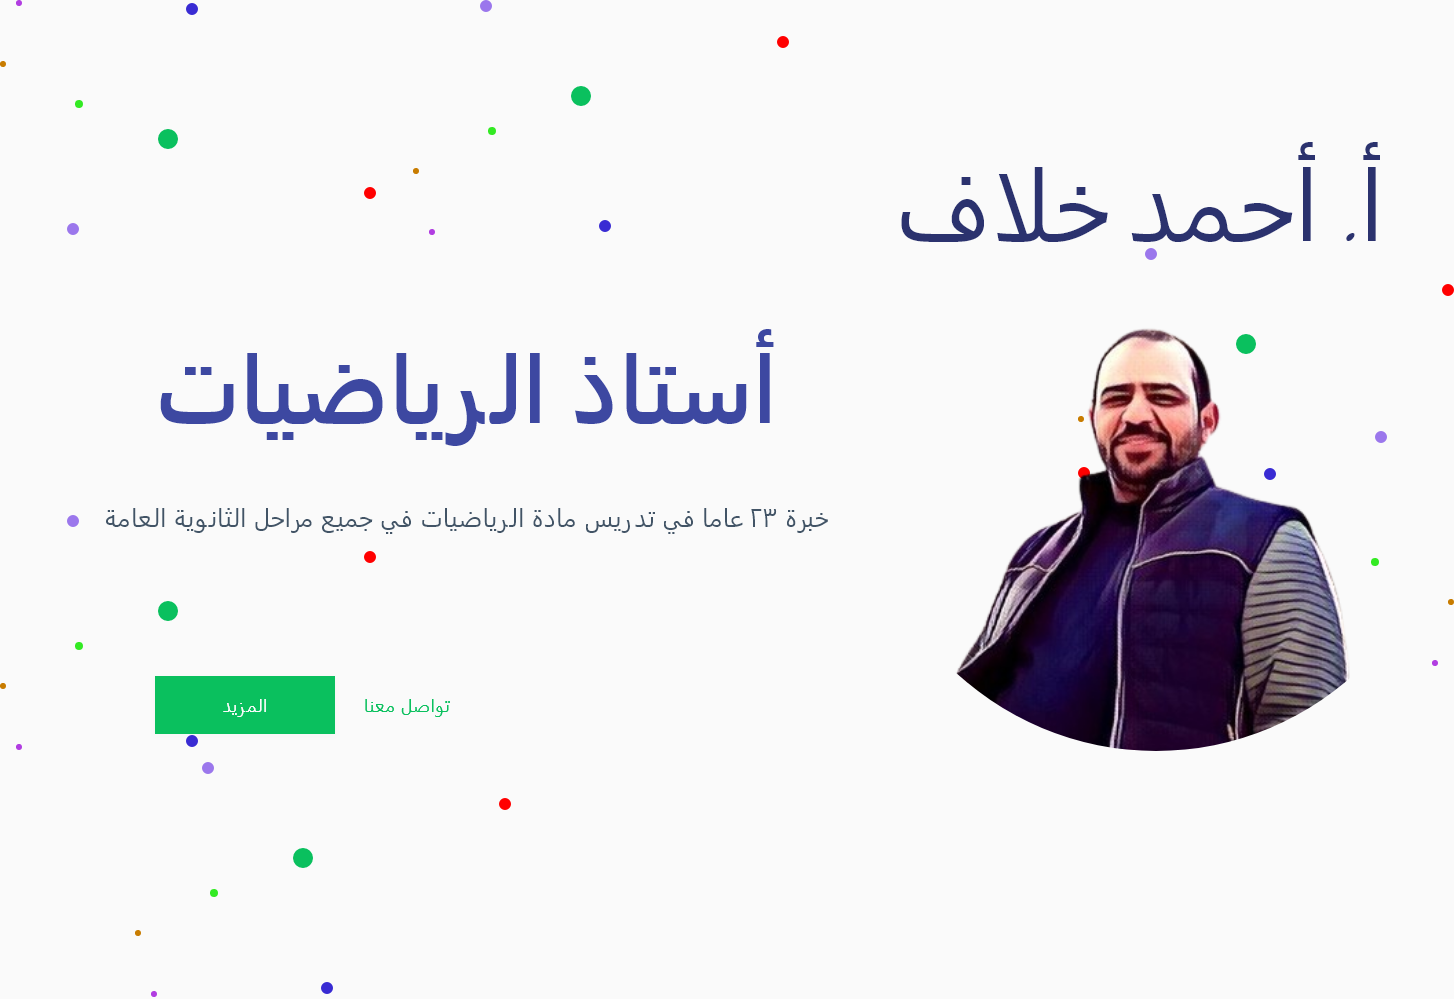 أ. أحمد خلاف
أستاذ الرياضيات
خبرة ٢٣ عاما في تدريس مادة الرياضيات في جميع مراحل الثانوية العامة
تواصل معنا
المزيد